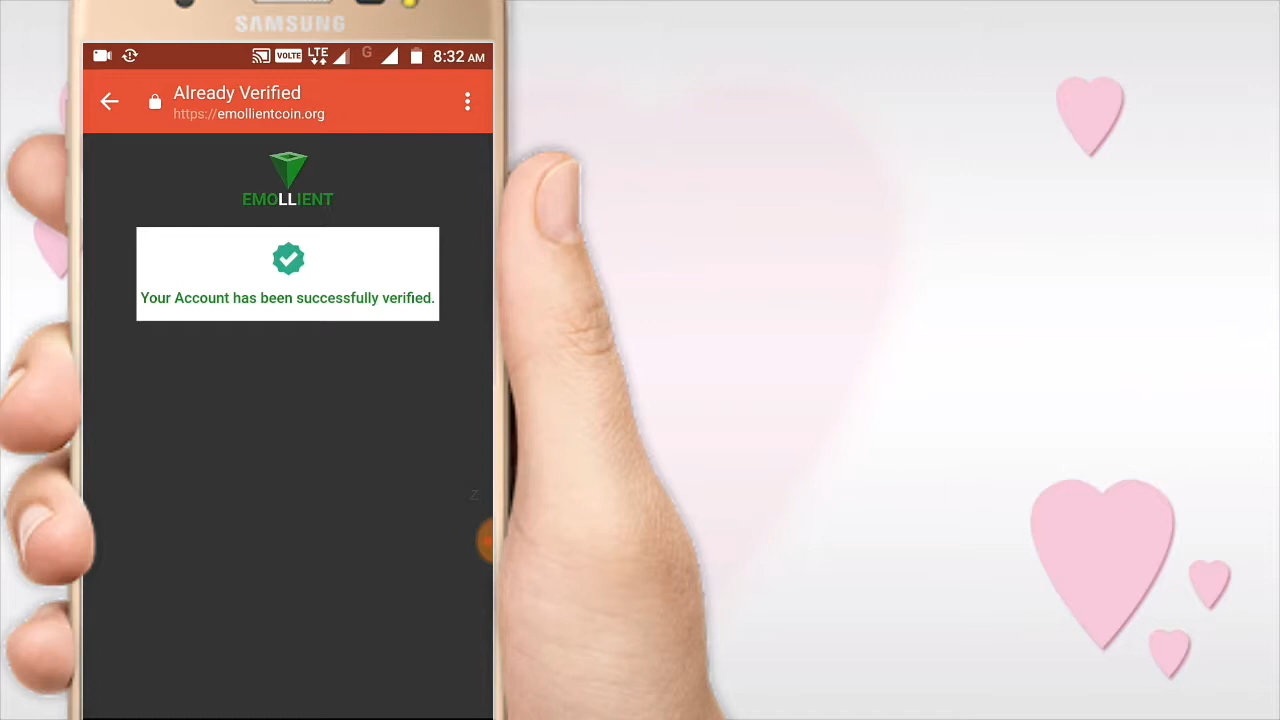 SAMSUNG
VOLTE LTE G 8:32 AM
Already Verified
https://emollientcoin.org
EMOLLIENT
Your Account has been successfully verified.
Z